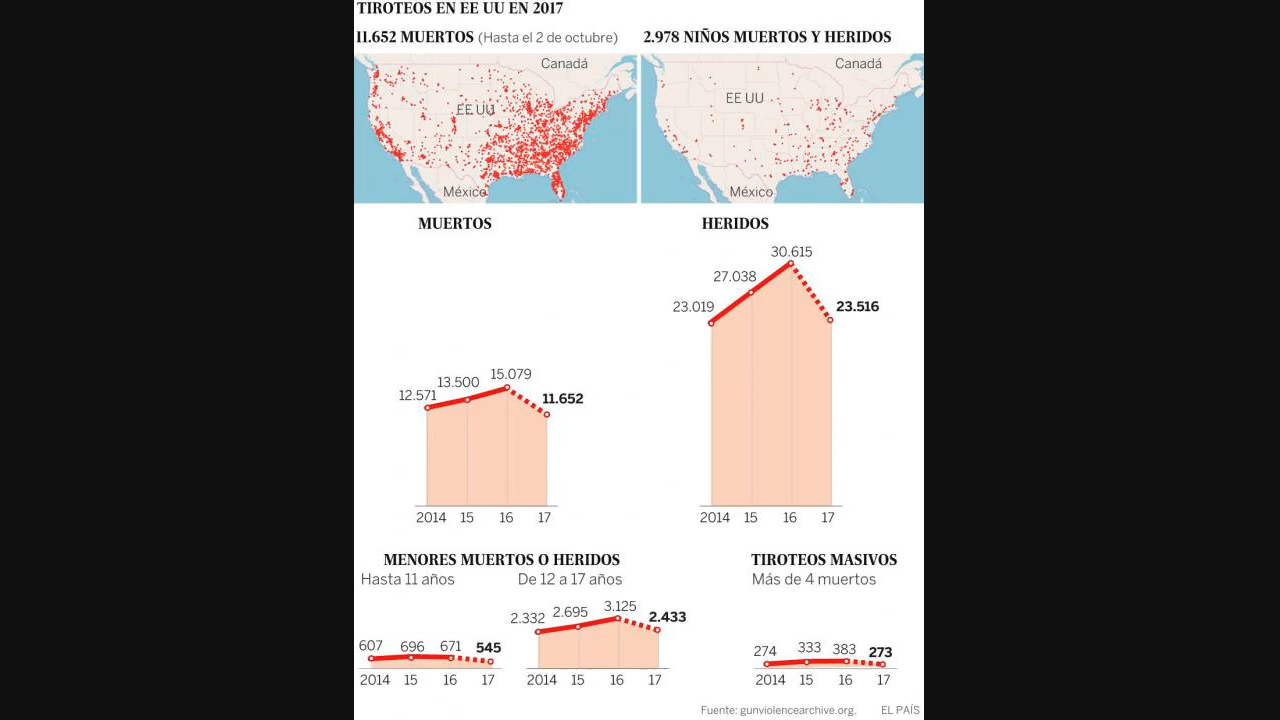 TIROTEOS EN EE UU EN 2017
11.652 MUERTOS (Hasta el 2 de octubre)
2.978 NIÑOS MUERTOS Y HERIDOS
Canadá
EE UU
México
Canadá
EE UU
México
MUERTOS
12.571
13.500
15.079
11.652
2014 15 16 17
HERIDOS
23.019
27.038
30.615
23.516
2014 15 16 17
MENORES MUERTOS O HERIDOS
Hasta 11 años
607 696 671 545
2014 15 16 17
De 12 a 17 años
2.332 2.695 3.125 2.433
2014 15 16 17
TIROTEOS MASIVOS
Más de 4 muertos
274 333 383 273
2014 15 16 17
Fuente: gunviolencearchive.org. EL PAÍS